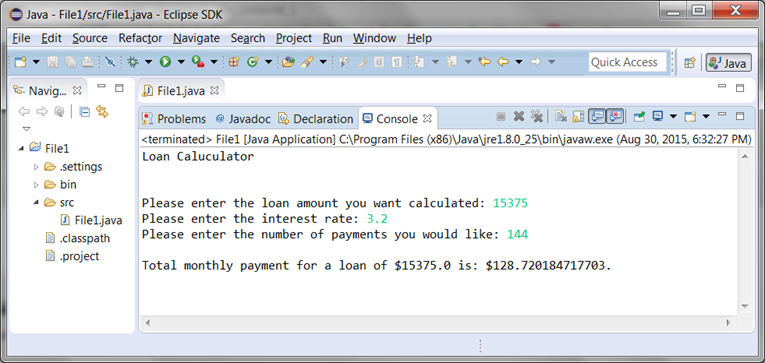 Java - File1/src/File1.java - Eclipse SDK
File Edit Source Refactor Navigate Search Project Run Window Help
Quick Access
Java
Navig...
File1
.settings
bin
src
File1.java
.classpath
.project
File1.java
Problems @ Javadoc Declaration Console
<terminated> File1 [Java Application] C:\Program Files (x86)\Java\jre1.8.0_25\bin\javaw.exe (Aug 30, 2015, 6:32:27 PM)
Loan Caluculator
Please enter the loan amount you want calculated: 15375
Please enter the interest rate: 3.2
Please enter the number of payments you would like: 144
Total monthly payment for a loan of $15375.0 is: $128.720184717703.